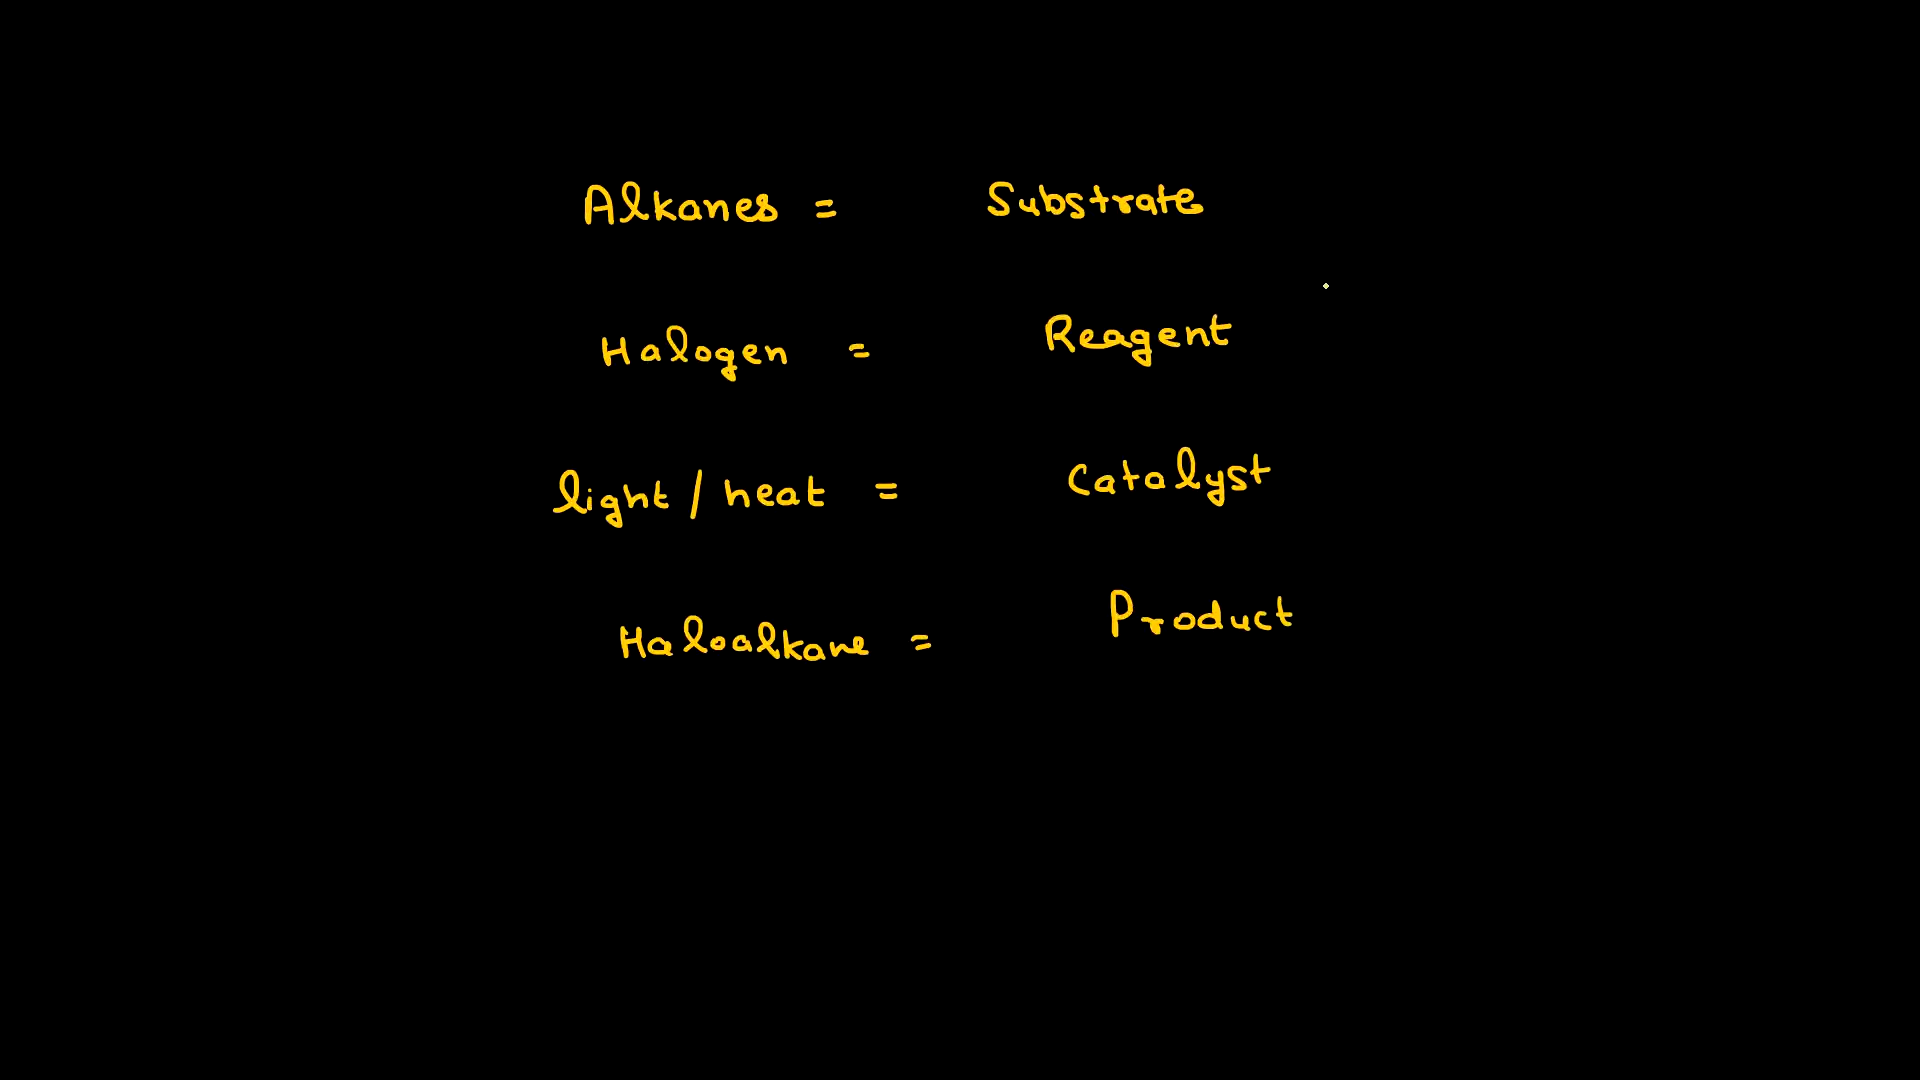 Alkanes = Substrate
Halogen = Reagent
light / heat = Catalyst
Haloalkane = Product